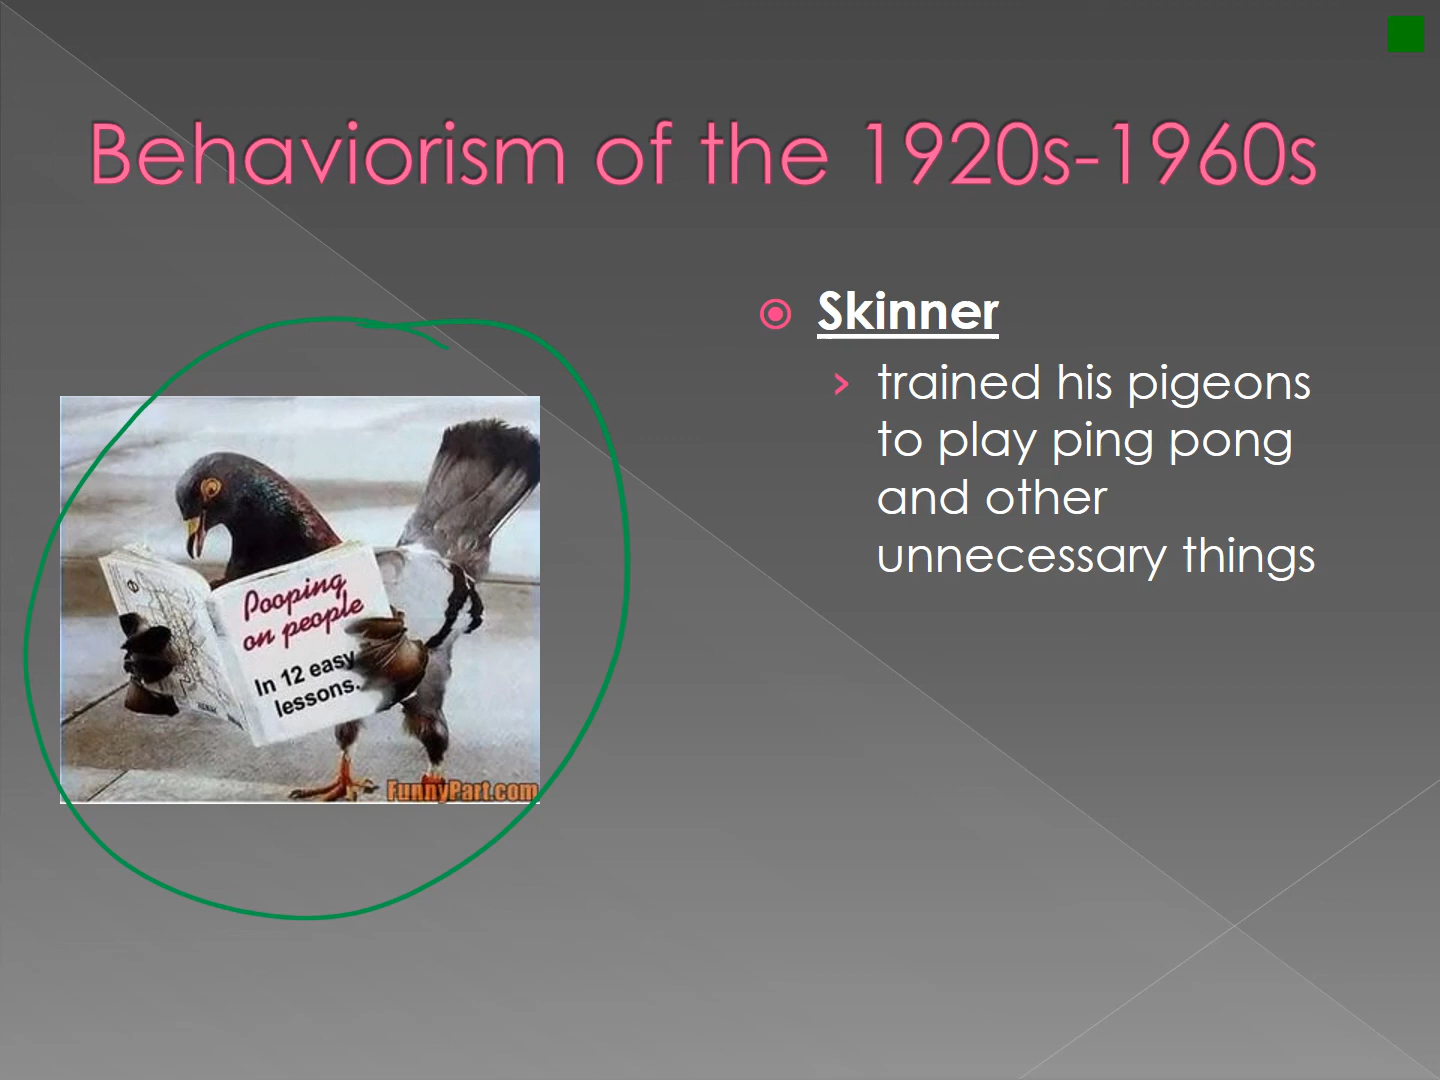 Behaviorism of the 1920s-1960s
Skinner
trained his pigeons
to play ping pong
and other
unnecessary things
Pooping
on people
In 12 easy
lessons.
FunnyPart.com